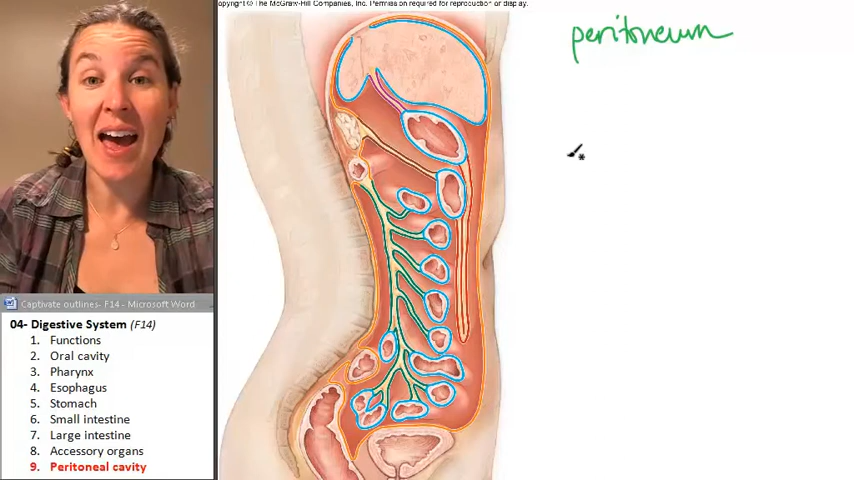 opyright © The McGraw-Hill Companies, Inc. Permission required for reproduction or display.
peritoneum
Captivate outlines- F14 - Microsoft Word
04- Digestive System (F14)
1. Functions
2. Oral cavity
3. Pharynx
4. Esophagus
5. Stomach
6. Small intestine
7. Large intestine
8. Accessory organs
9. Peritoneal cavity